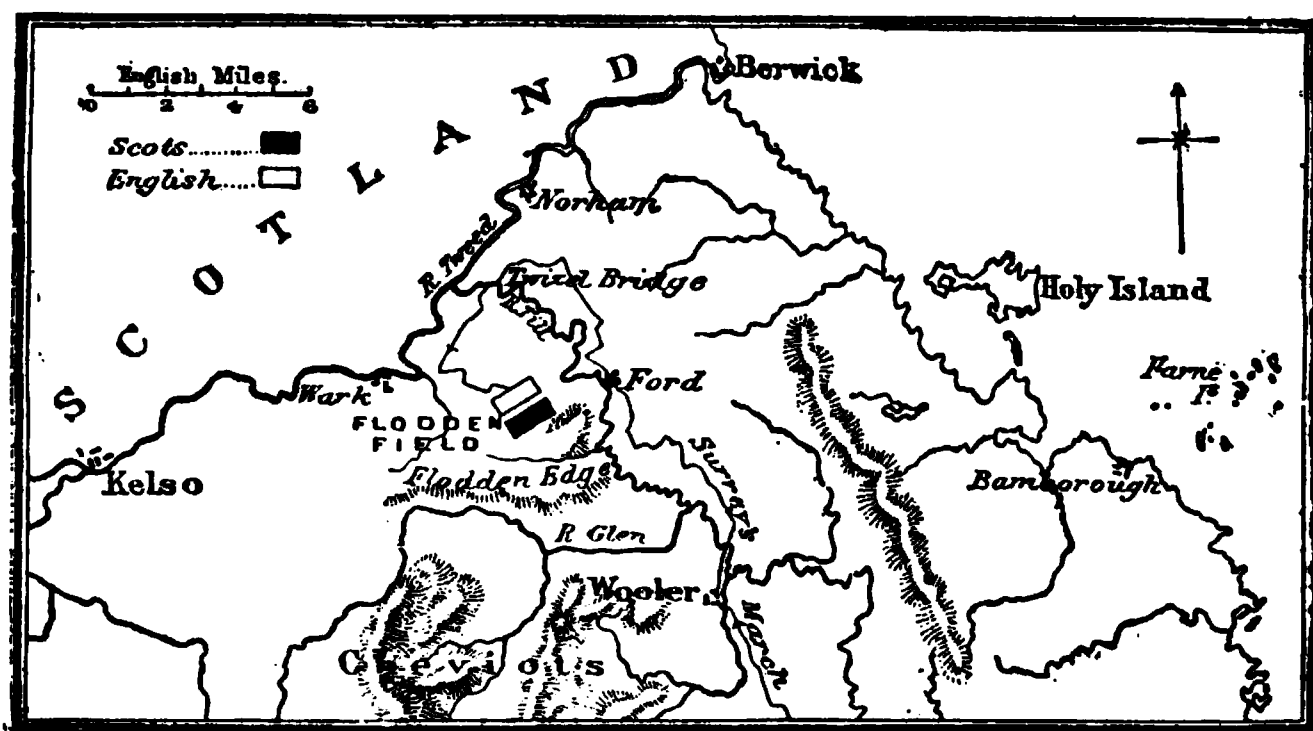 English Miles.
0 2 4 6
Scots
English
SCOTLAND
Berwick
Norham
R. Tweed
Twizel Bridge
R. Till
Holy Island
Farne
Is.
Ford
Wark
FLODDEN
FIELD
Kelso
Flodden Edge
Surrey's
March
Bamborough
R Glen
Wooler
Cheviots